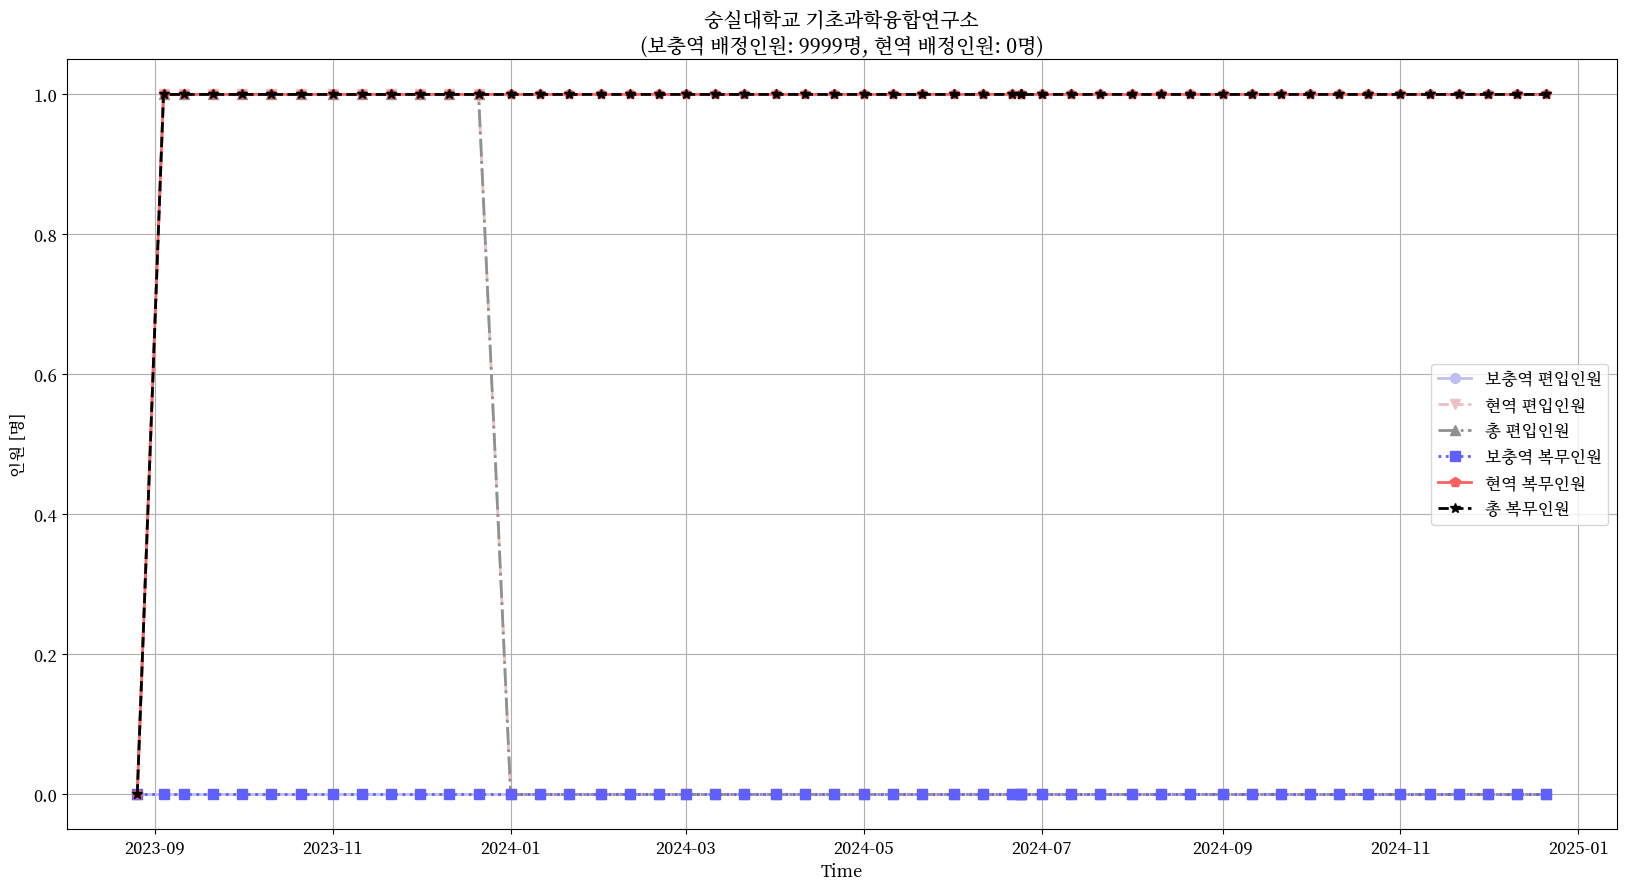 숭실대학교 기초과학융합연구소
(보충역 배정인원: 9999명, 현역 배정인원: 0명)
1.0
0.8
0.6
0.4
0.2
0.0
인원 [명]
보충역 편입인원
현역 편입인원
총 편입인원
보충역 복무인원
현역 복무인원
총 복무인원
2023-09 2023-11 2024-01 2024-03 2024-05 2024-07 2024-09 2024-11 2025-01
Time